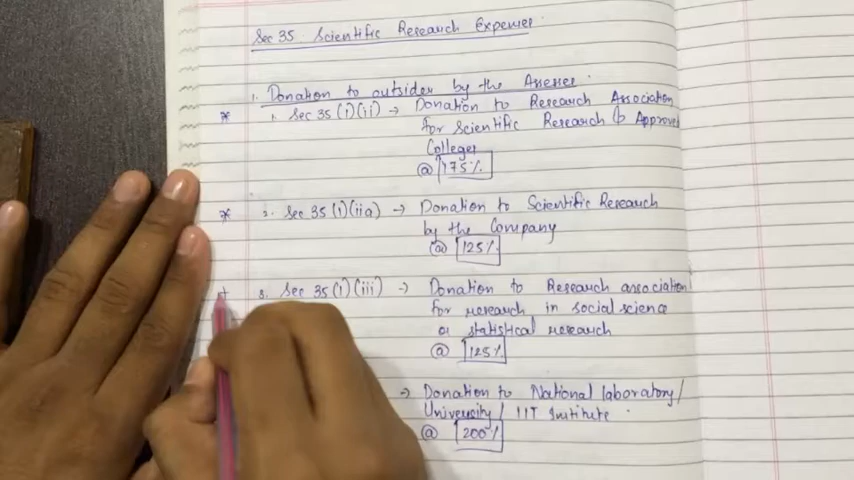 Sec 35 Scientific Research Expenses
1. Donation to outsider by the Assessee
* 1. Sec 35 (1) (ii) → Donation to Research Association
for Scientific Research & Approved
Colleges
@ 175%
* 2. Sec 35 (1) (iia) → Donation to Scientific Research
by the Company
@ 125%
3. Sec 35 (1) (iii) → Donation to Research association
for research in social science
or statistical research
@ 125%
→ Donation to National laboratory/
University/ IIT Institute
@ 200%